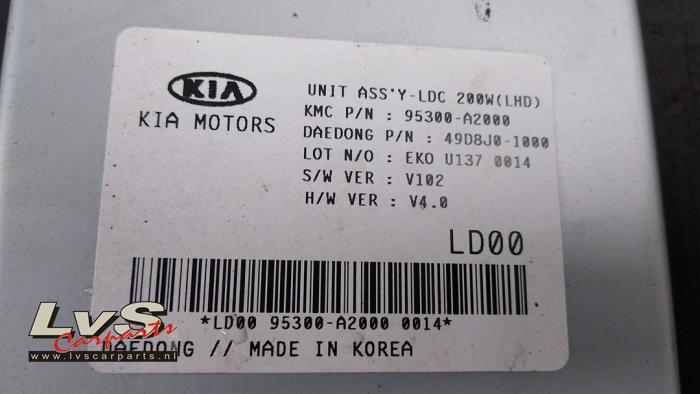 KIA
KIA MOTORS
UNIT ASS'Y-LDC 200W(LHD)
KMC P/N : 95300-A2000
DAEDONG P/N : 49D8J0-1000
LOT N/O : EKO U137 0014
S/W VER : V102
H/W VER : V4.0
LD00
*LD00 95300-A2000 0014*
DAEDONG // MADE IN KOREA
LvS
Carparts
www.lvscarparts.nl